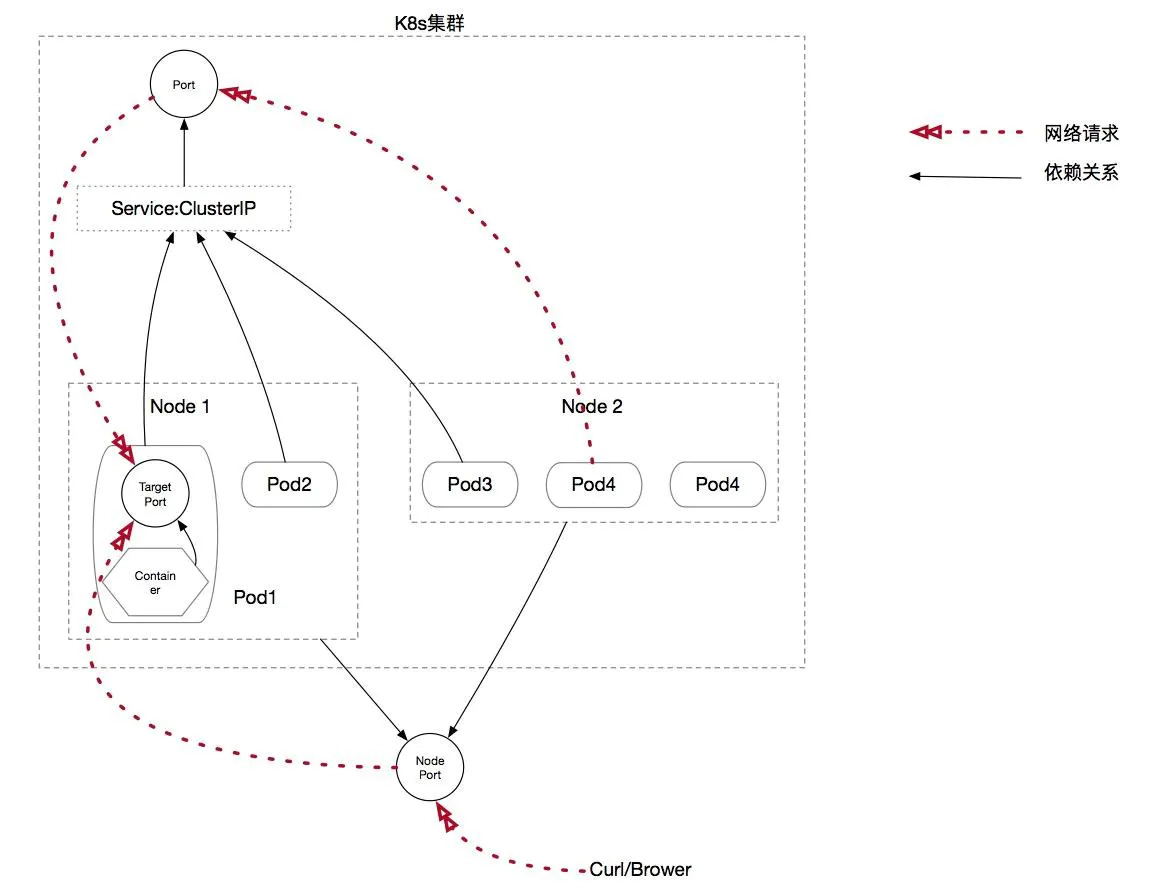 K8s集群
Port
网络请求
依赖关系
Service:ClusterIP
Node 1
Node 2
Target
Port
Pod2
Pod3
Pod4
Pod4
Contain
er
Pod1
Node
Port
Curl/Brower